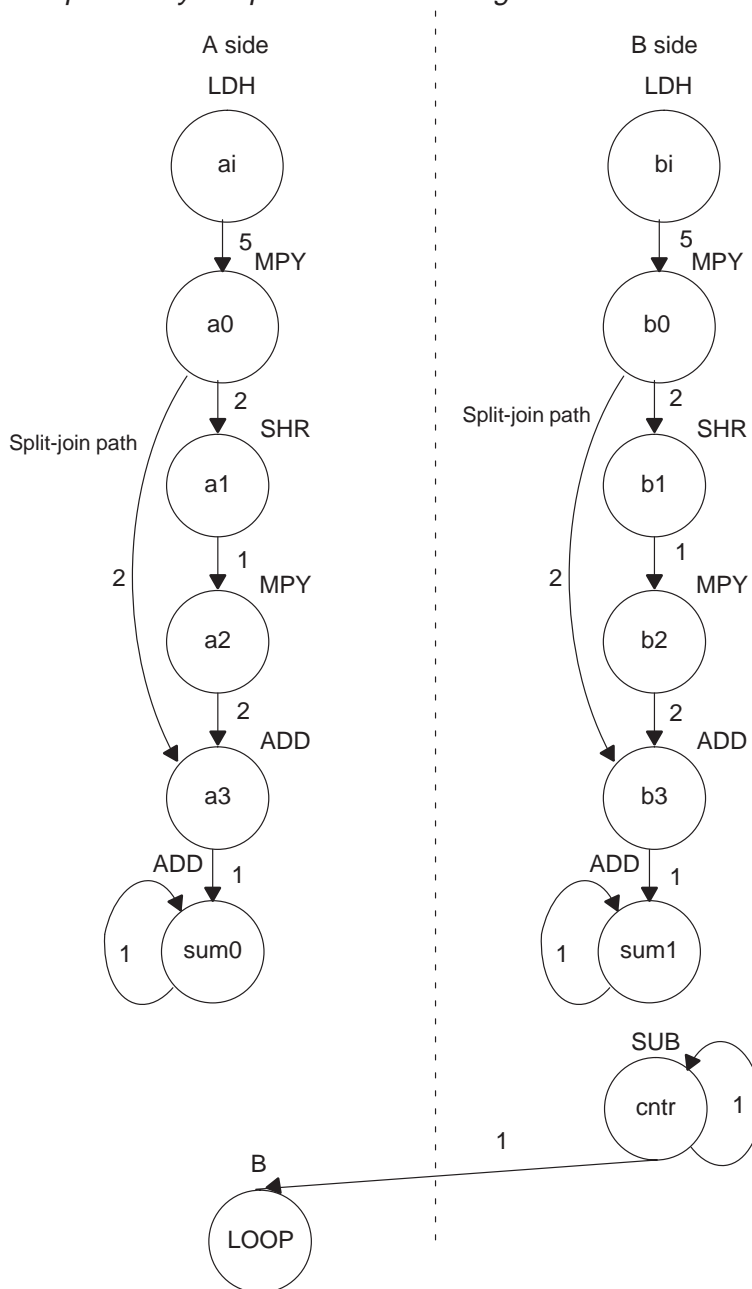 A side
B side
LDH
LDH
ai
bi
5
5
MPY
MPY
a0
b0
2
2
Split-join path
Split-join path
SHR
SHR
a1
b1
1
1
2
2
MPY
MPY
a2
b2
2
2
ADD
ADD
a3
b3
ADD
1
ADD
1
1
sum0
1
sum1
SUB
cntr
1
1
B
LOOP